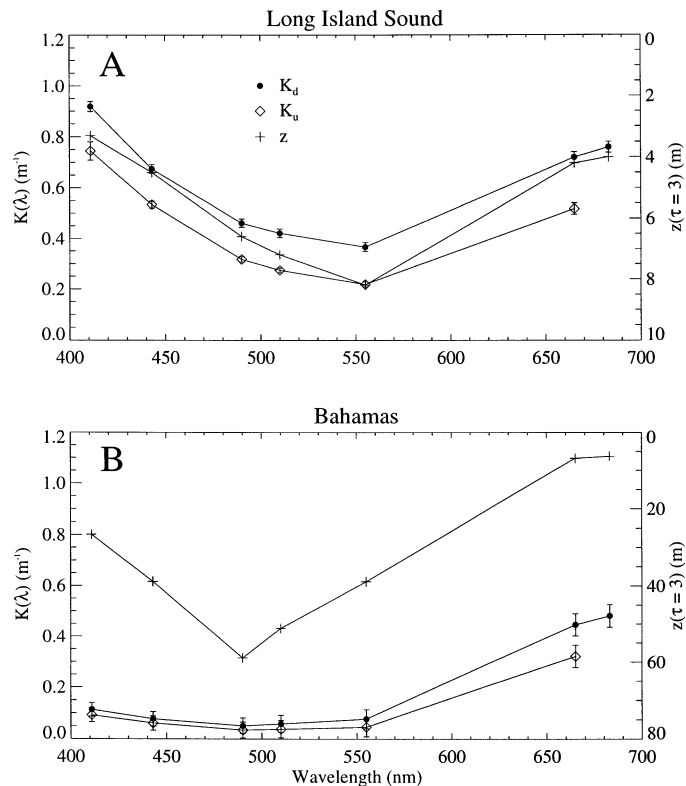 Long Island Sound
A
K_d
K_u
z
K(λ) (m⁻¹)
1.2
1.0
0.8
0.6
0.4
0.2
0.0
0
2
4
6
8
10
z(τ = 3) (m)
400 450 500 550 600 650 700
Bahamas
B
K(λ) (m⁻¹)
1.2
1.0
0.8
0.6
0.4
0.2
0.0
0
20
40
60
80
z(τ = 3) (m)
400 450 500 550 600 650 700
Wavelength (nm)